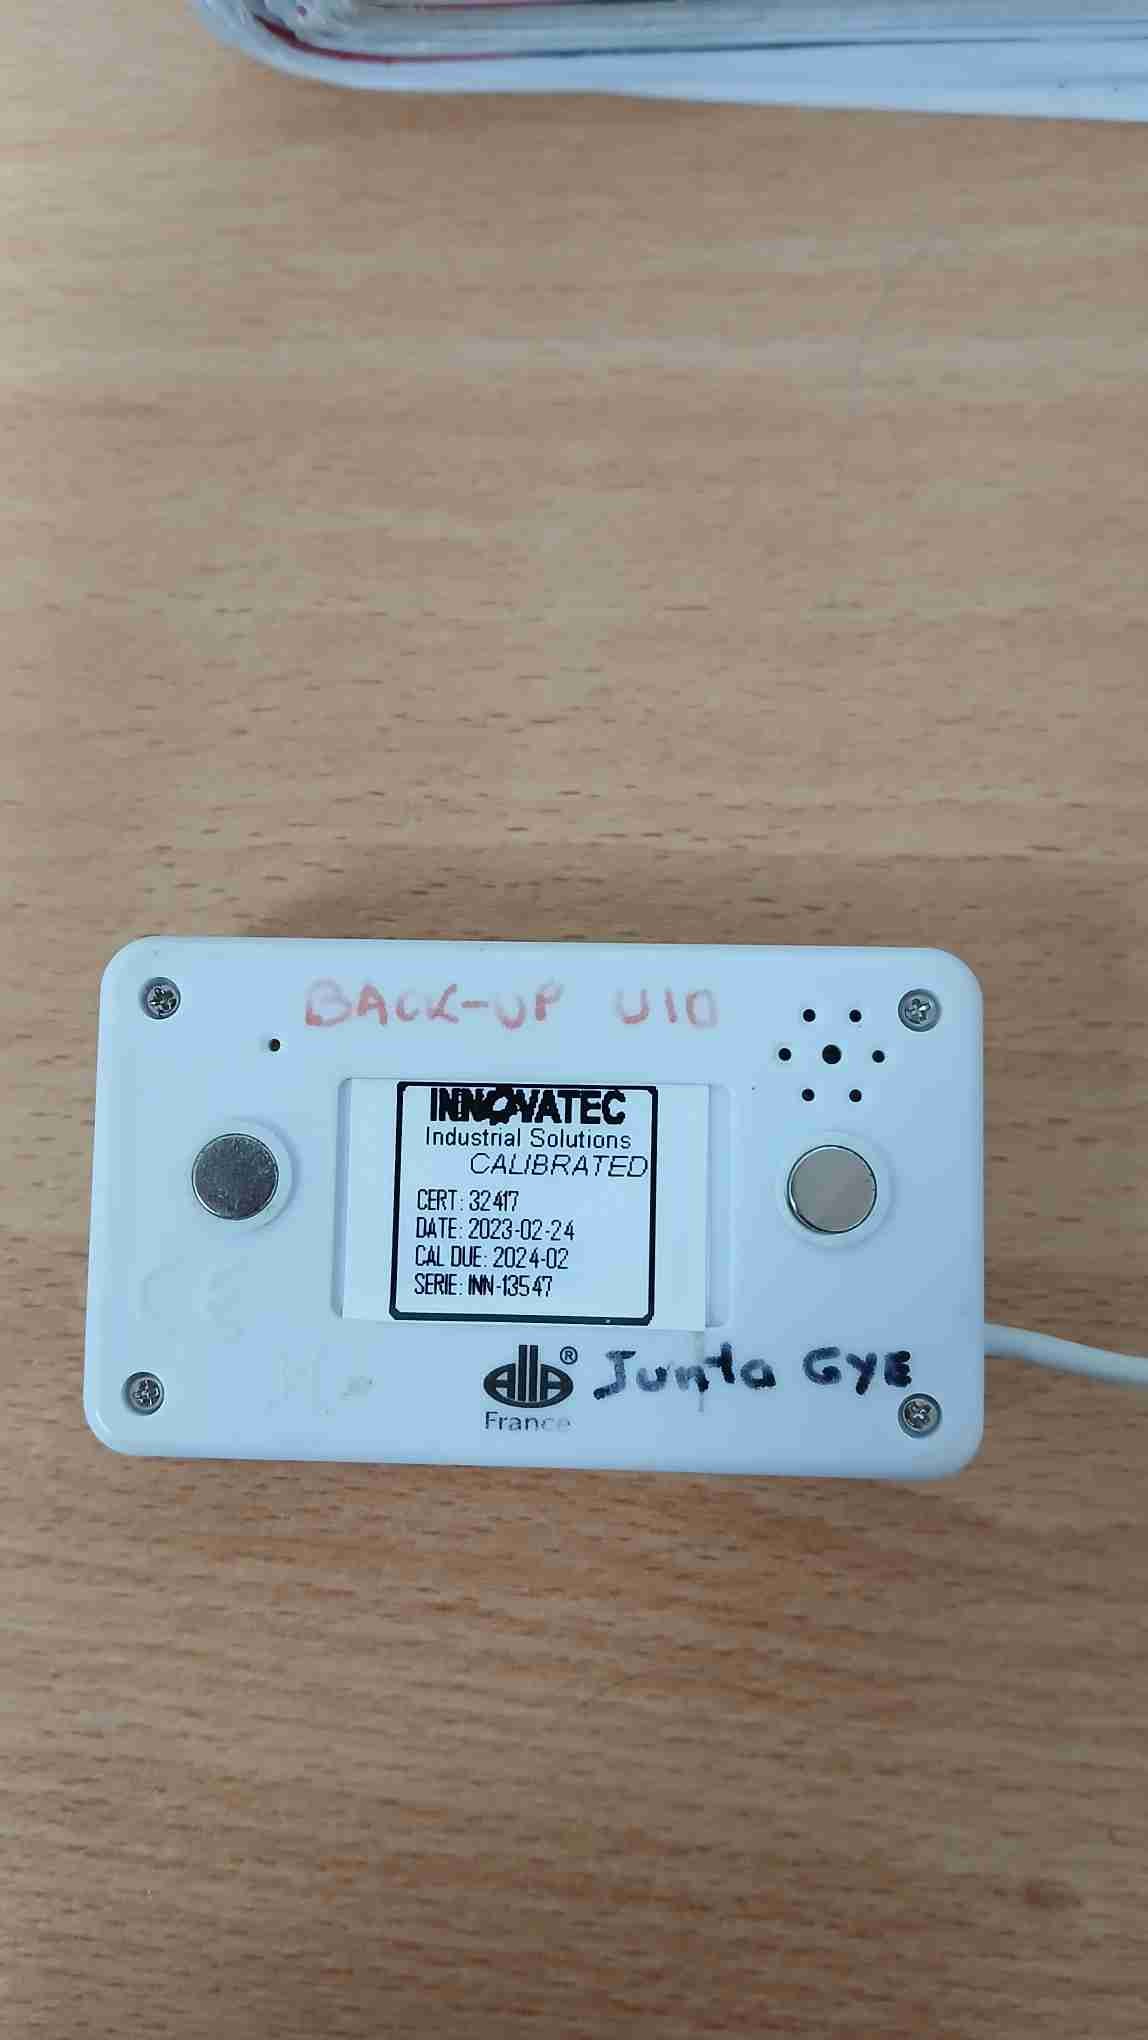 BACK-UP UIO
INNOVATEC
Industrial Solutions
CALIBRATED
CERT: 32417
DATE: 2023-02-24
CAL DUE: 2024-02
SERIE: INN-13547
alla® Junta GYE
France